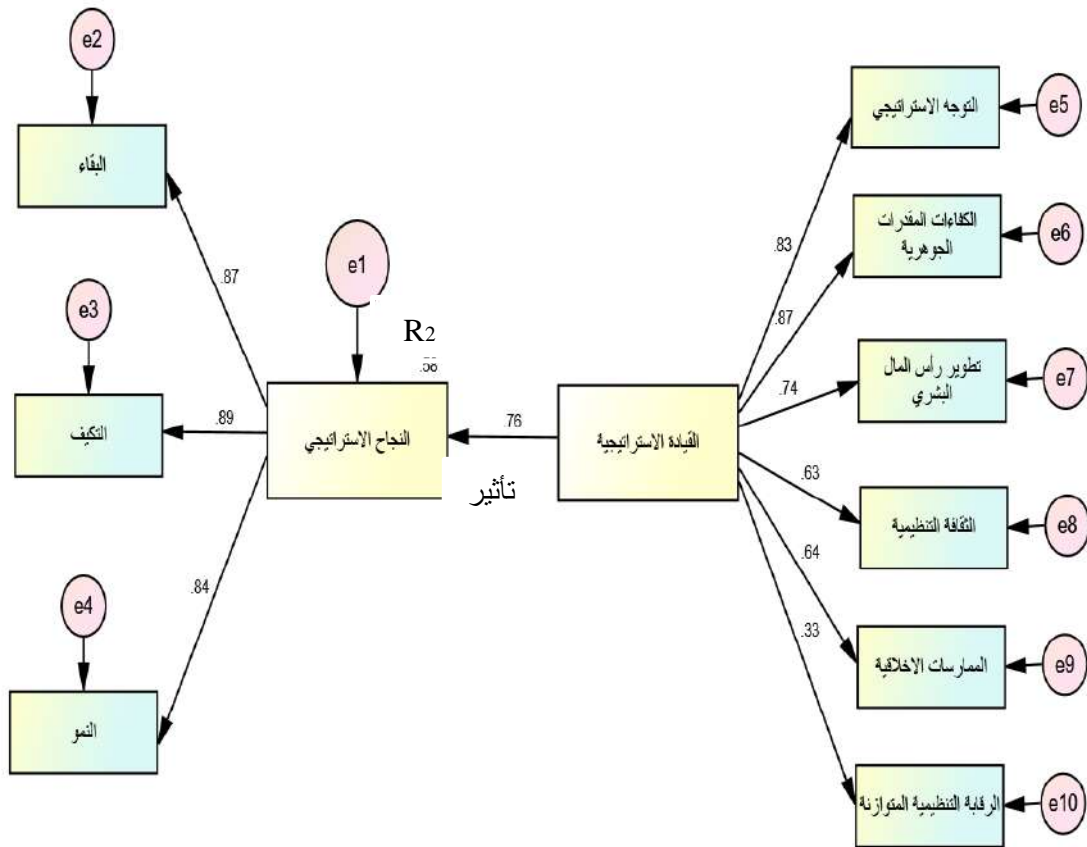 e2
البقاء
.87
e3
التكيف
.89
e4
النمو
.84
e1
R2
النجاح الاستراتيجي
.76
تأثير
القيادة الاستراتيجية
.83
التوجه الاستراتيجي
e5
.87
الكفاءات المقدرات
الجوهرية
e6
.74
تطوير رأس المال
البشري
e7
.63
الثقافة التنظيمية
e8
.64
الممارسات الاخلاقية
e9
.33
الرقابة التنظيمية المتوازنة
e10